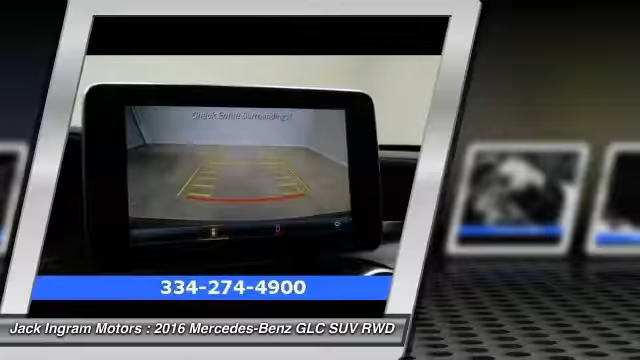 Check Entire Surroundings!
334-274-4900
Jack Ingram Motors : 2016 Mercedes-Benz GLC SUV RWD